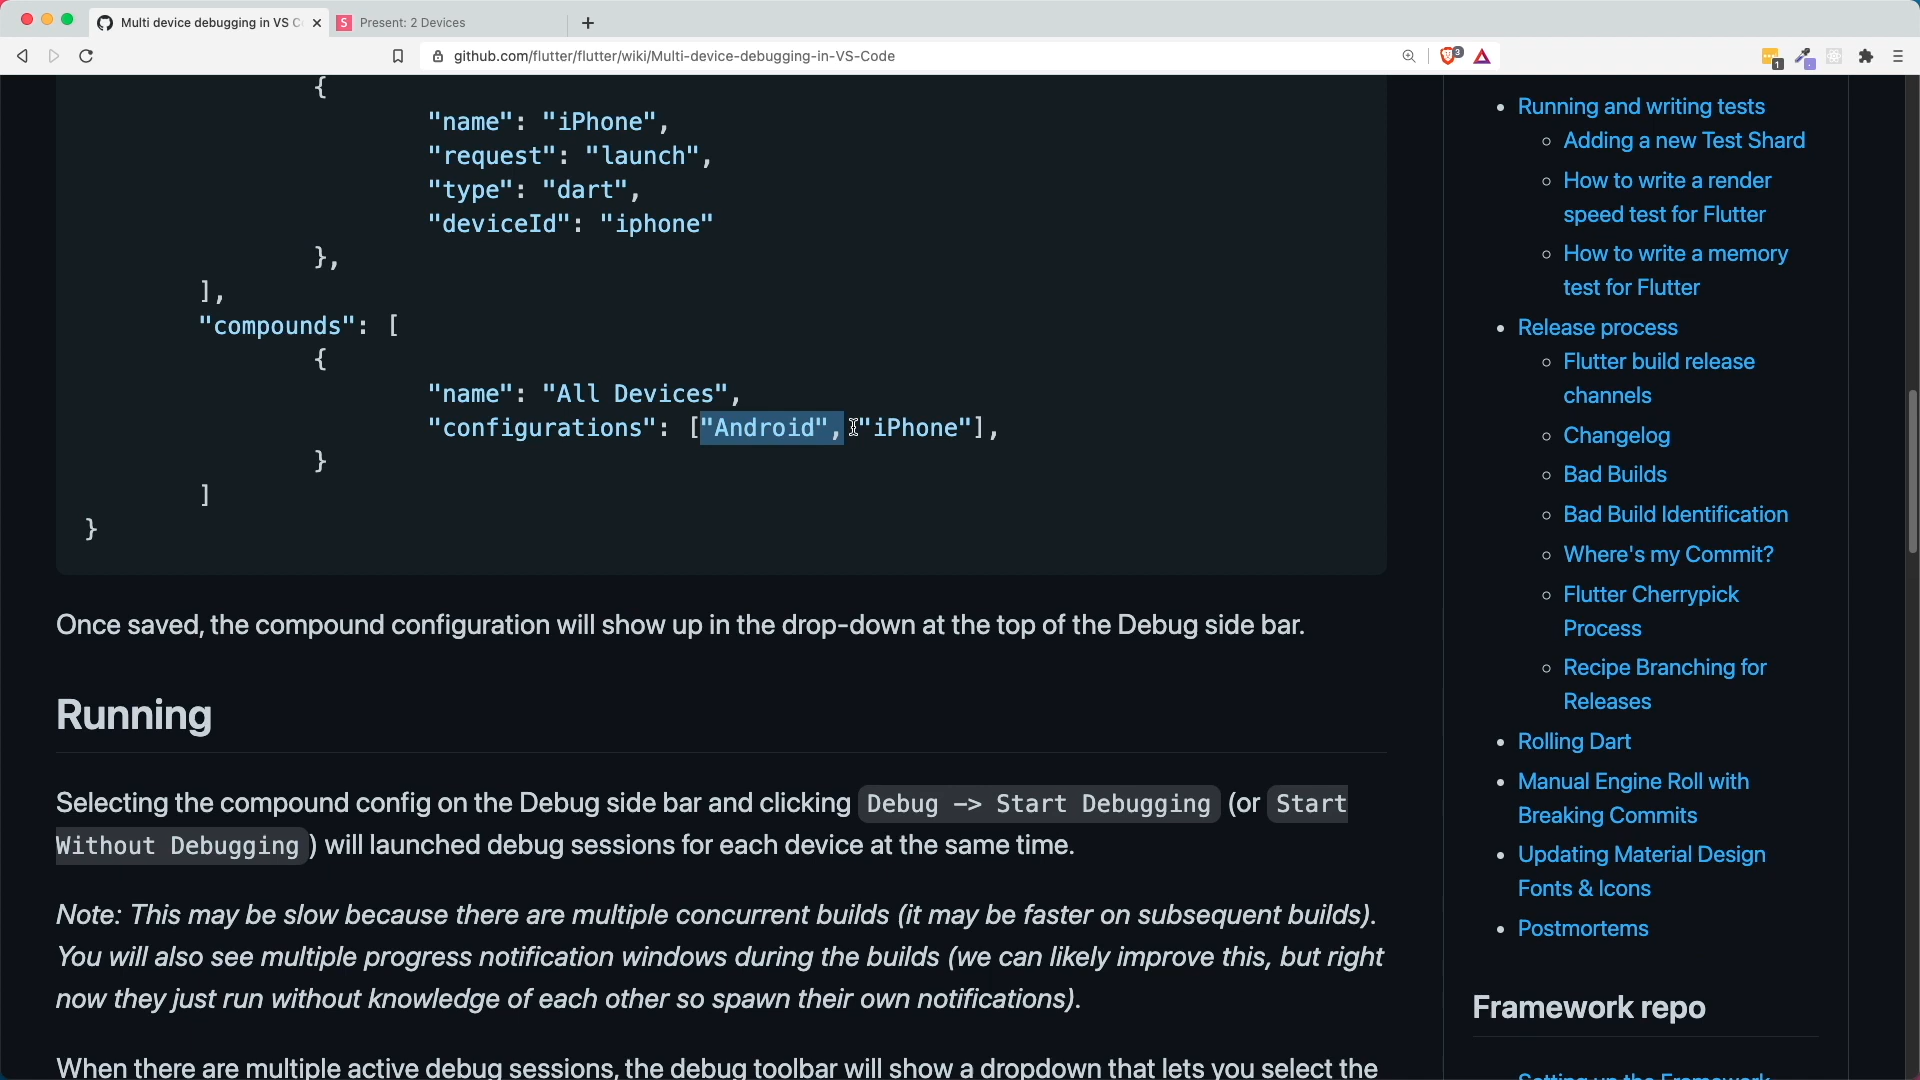 Multi device debugging in VS C
Present: 2 Devices
github.com/flutter/flutter/wiki/Multi-device-debugging-in-VS-Code
3
1
{
"name": "iPhone",
"request": "launch",
"type": "dart",
"deviceId": "iphone"
},
],
"compounds": [
{
"name": "All Devices",
"configurations": ["Android", "iPhone"],
}
]
}
Once saved, the compound configuration will show up in the drop-down at the top of the Debug side bar.
Running
Selecting the compound config on the Debug side bar and clicking Debug -> Start Debugging (or Start
Without Debugging ) will launched debug sessions for each device at the same time.
Note: This may be slow because there are multiple concurrent builds (it may be faster on subsequent builds).
You will also see multiple progress notification windows during the builds (we can likely improve this, but right
now they just run without knowledge of each other so spawn their own notifications).
When there are multiple active debug sessions, the debug toolbar will show a dropdown that lets you select the
Running and writing tests
Adding a new Test Shard
How to write a render
speed test for Flutter
How to write a memory
test for Flutter
Release process
Flutter build release
channels
Changelog
Bad Builds
Bad Build Identification
Where's my Commit?
Flutter Cherrypick
Process
Recipe Branching for
Releases
Rolling Dart
Manual Engine Roll with
Breaking Commits
Updating Material Design
Fonts & Icons
Postmortems
Framework repo
Setting up the Framework